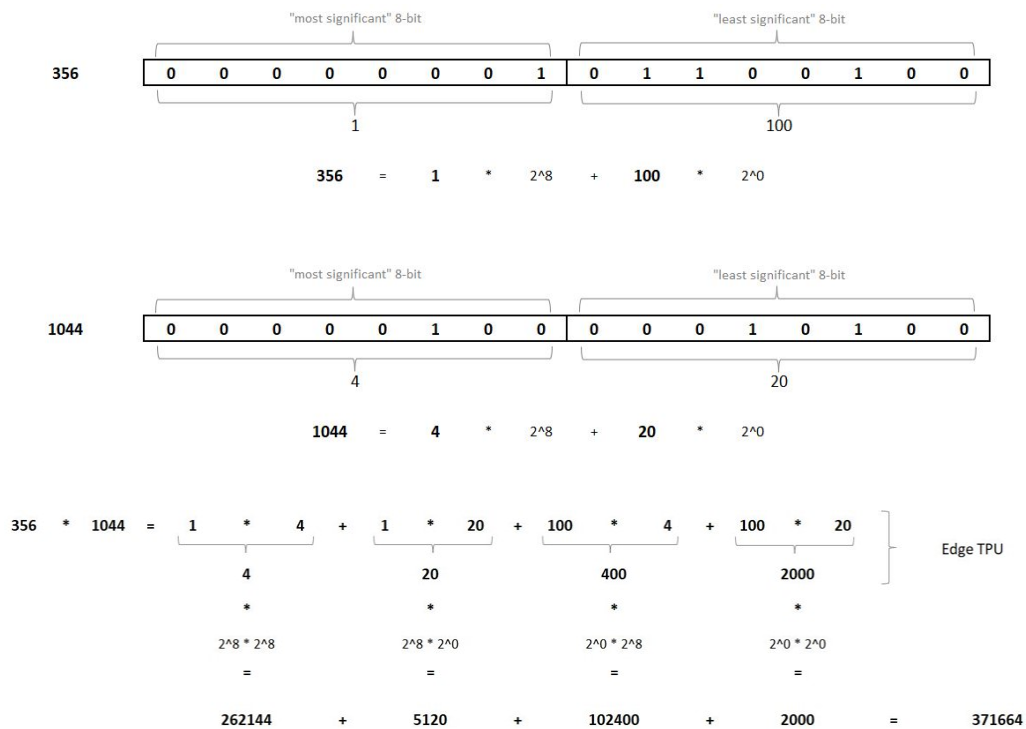 "most significant" 8-bit "least significant" 8-bit
356 0 0 0 0 0 0 0 1 0 1 1 0 0 1 0 0
1 100
356 = 1 * 2^8 + 100 * 2^0
"most significant" 8-bit "least significant" 8-bit
1044 0 0 0 0 0 1 0 0 0 0 0 1 0 1 0 0
4 20
1044 = 4 * 2^8 + 20 * 2^0
356 * 1044 = 1 * 4 + 1 * 20 + 100 * 4 + 100 * 20
Edge TPU
4 20 400 2000
* * * *
2^8 * 2^8 2^8 * 2^0 2^0 * 2^8 2^0 * 2^0
= = = =
262144 + 5120 + 102400 + 2000 = 371664